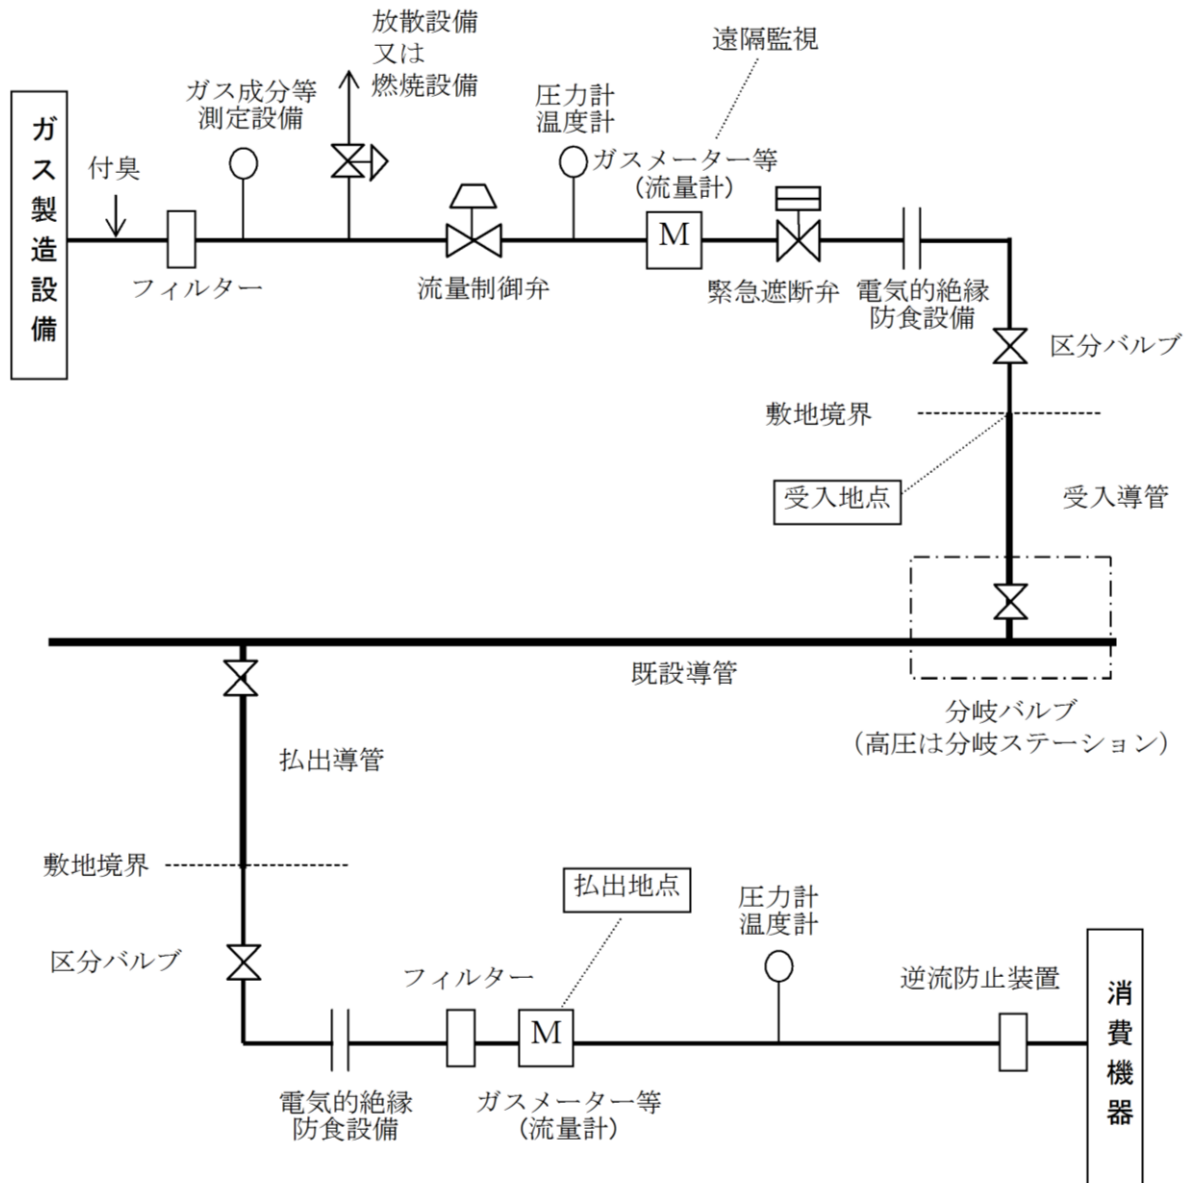 放散設備
又は
燃焼設備
遠隔監視
ガス成分等
測定設備
圧力計
温度計
ガス製造設備
付臭
ガスメーター等
(流量計)
M
フィルター
流量制御弁
緊急遮断弁
電気的絶縁
防食設備
区分バルブ
敷地境界
受入地点
受入導管
既設導管
分岐バルブ
（高圧は分岐ステーション）
払出導管
敷地境界
払出地点
圧力計
温度計
区分バルブ
フィルター
逆流防止装置
消費機器
M
電気的絶縁
防食設備
ガスメーター等
(流量計)